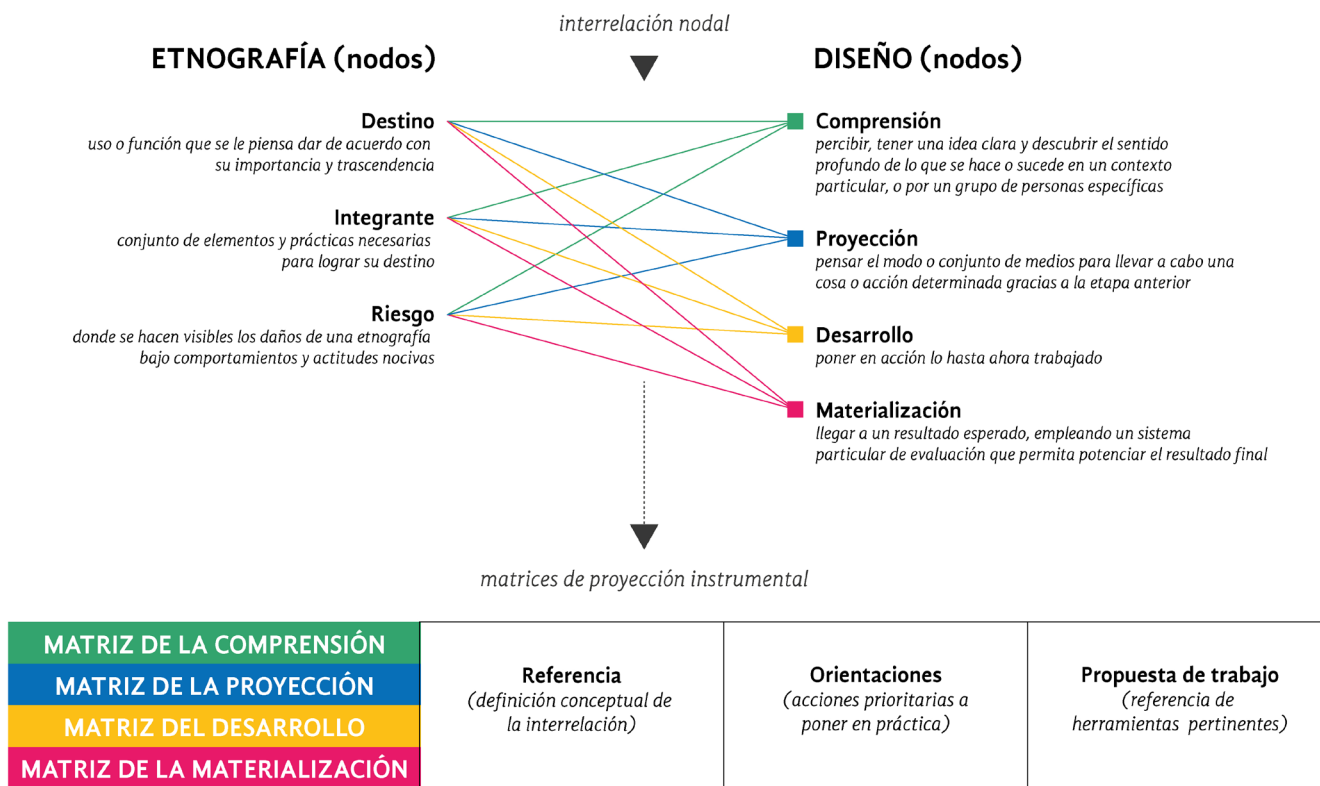 interrelación nodal
ETNOGRAFÍA (nodos)
Destino
uso o función que se le piensa dar de acuerdo con
su importancia y trascendencia
Integrante
conjunto de elementos y prácticas necesarias
para lograr su destino
Riesgo
donde se hacen visibles los daños de una etnografía
bajo comportamientos y actitudes nocivas
DISEÑO (nodos)
Comprensión
percibir, tener una idea clara y descubrir el sentido
profundo de lo que se hace o sucede en un contexto
particular, o por un grupo de personas específicas
Proyección
pensar el modo o conjunto de medios para llevar a cabo una
cosa o acción determinada gracias a la etapa anterior
Desarrollo
poner en acción lo hasta ahora trabajado
Materialización
llegar a un resultado esperado, empleando un sistema
particular de evaluación que permita potenciar el resultado final
matrices de proyección instrumental
MATRIZ DE LA COMPRENSIÓN
MATRIZ DE LA PROYECCIÓN
MATRIZ DEL DESARROLLO
MATRIZ DE LA MATERIALIZACIÓN
Referencia
(definición conceptual de
la interrelación)
Orientaciones
(acciones prioritarias a
poner en práctica)
Propuesta de trabajo
(referencia de
herramientas pertinentes)